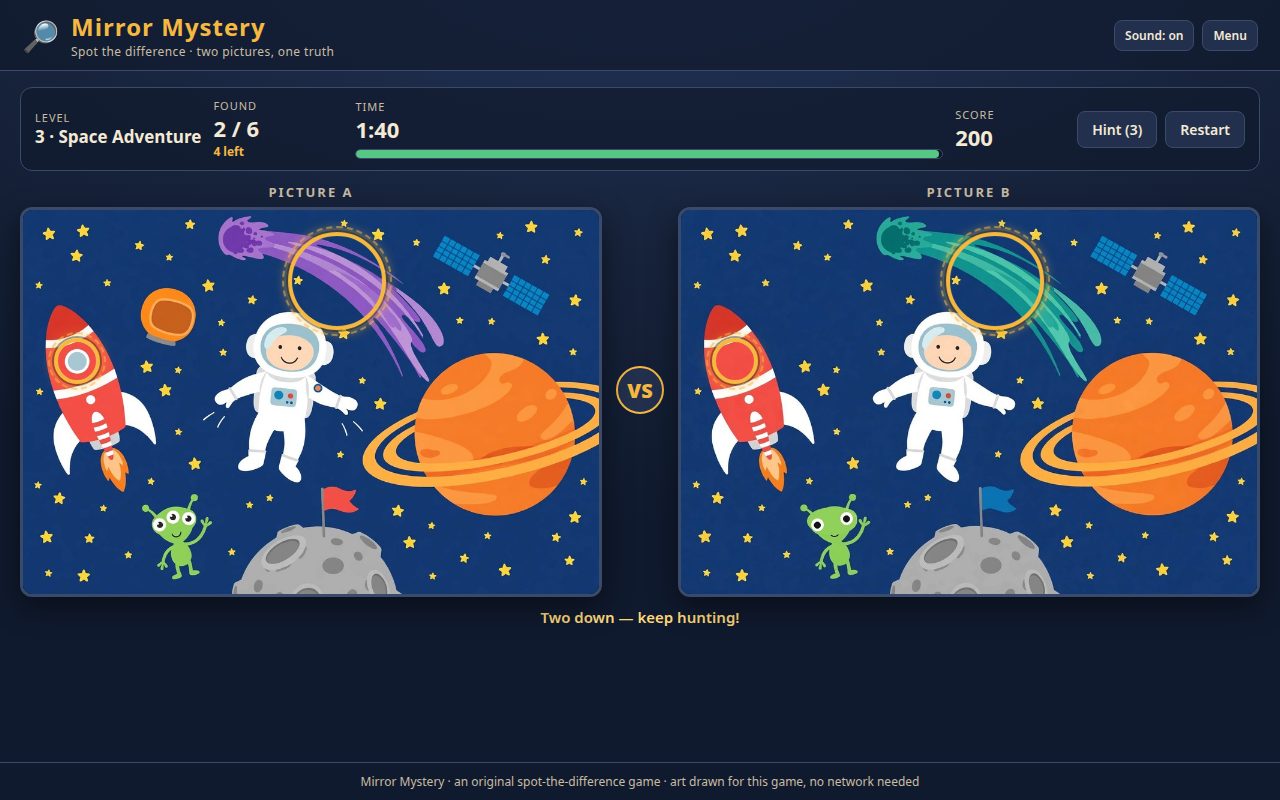 Mirror Mystery
Spot the difference · two pictures, one truth
Sound: on
Menu
LEVEL
3 · Space Adventure
FOUND
2 / 6
4 left
TIME
1:40
SCORE
200
Hint (3)
Restart
PICTURE A
PICTURE B
VS
Two down — keep hunting!
Mirror Mystery · an original spot-the-difference game · art drawn for this game, no network needed